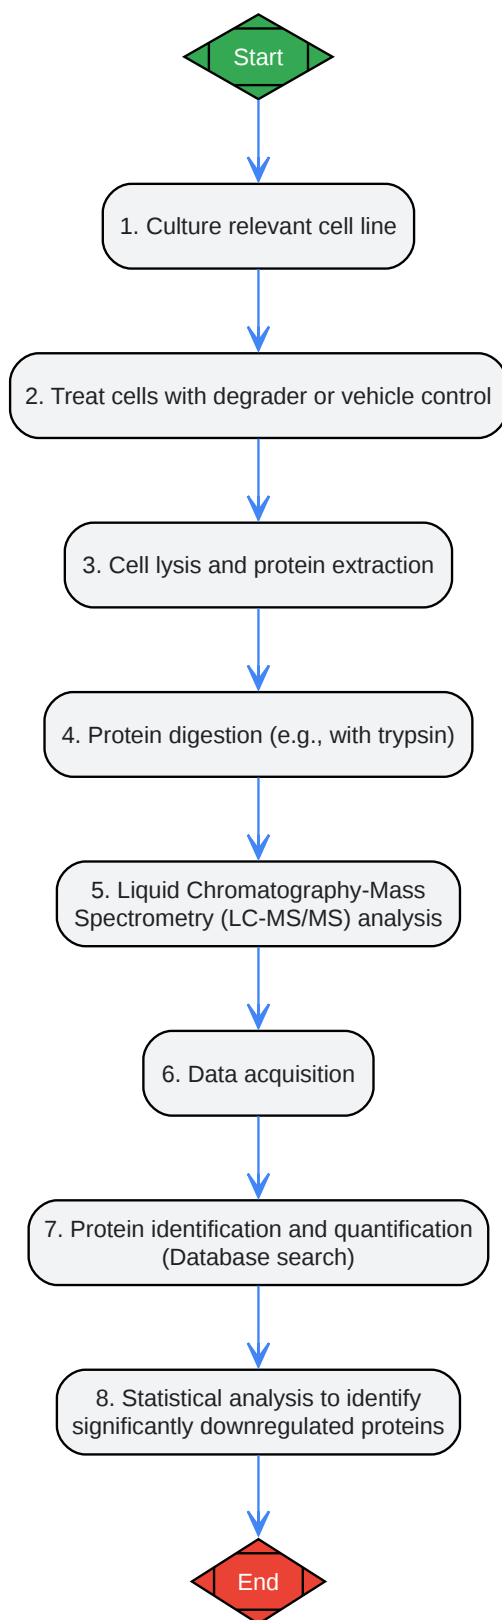 Start
1. Culture relevant cell line
2. Treat cells with degrader or vehicle control
3. Cell lysis and protein extraction
4. Protein digestion (e.g., with trypsin)
5. Liquid Chromatography-Mass
Spectrometry (LC-MS/MS) analysis
6. Data acquisition
7. Protein identification and quantification
(Database search)
8. Statistical analysis to identify
significantly downregulated proteins
End